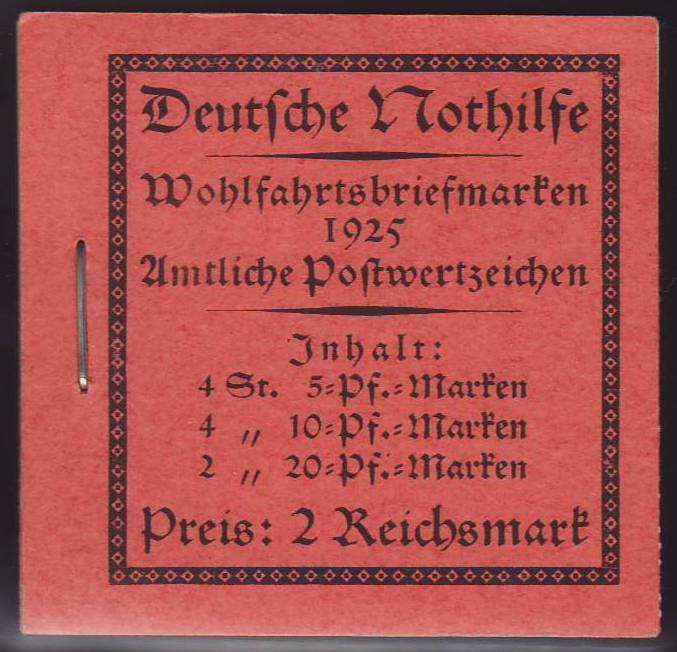 Deutſche Nothilfe
Wohlfahrtsbriefmarken
1925
Amtliche Poſtwertzeichen
Inhalt:
4 St. 5=Pf.=Marken
4 〃 10=Pf.=Marken
2 〃 20=Pf.=Marken
Preis: 2 Reichsmark